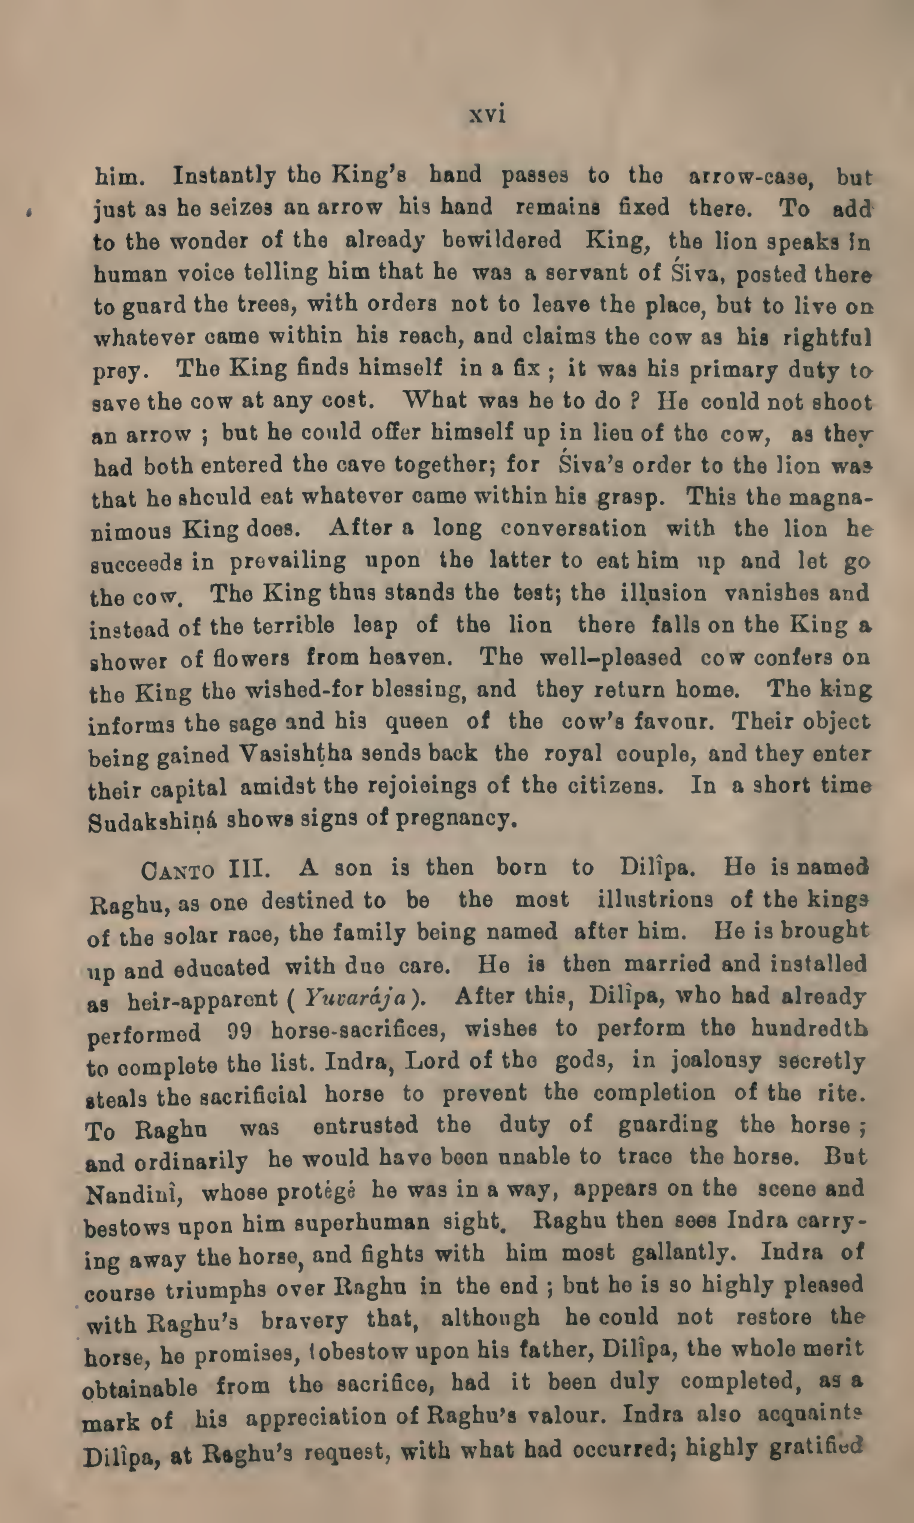 xvi
him. Instantly the King's hand passes to the arrow-case, but
just as he seizes an arrow his hand remains fixed there. To add
to the wonder of the already bewildered King, the lion speaks in
human voice telling him that he was a servant of Śiva, posted there
to guard the trees, with orders not to leave the place, but to live on
whatever came within his reach, and claims the cow as his rightful
prey. The King finds himself in a fix ; it was his primary duty to
save the cow at any cost. What was he to do ? He could not shoot
an arrow ; but he could offer himself up in lieu of the cow, as they
had both entered the cave together; for Śiva's order to the lion was
that he should eat whatever came within his grasp. This the magna-
nimous King does. After a long conversation with the lion he
succeeds in prevailing upon the latter to eat him up and let go
the cow. The King thus stands the test; the illusion vanishes and
instead of the terrible leap of the lion there falls on the King a
shower of flowers from heaven. The well-pleased cow confers on
the King the wished-for blessing, and they return home. The king
informs the sage and his queen of the cow's favour. Their object
being gained Vasishṭha sends back the royal couple, and they enter
their capital amidst the rejoieings of the citizens. In a short time
Sudakshiṇá shows signs of pregnancy.
CANTO III. A son is then born to Dilîpa. He is named
Raghu, as one destined to be the most illustrious of the kings
of the solar race, the family being named after him. He is brought
up and educated with due care. He is then married and installed
as heir-apparent ( Yuvarája ). After this, Dilîpa, who had already
performed 99 horse-sacrifices, wishes to perform the hundredth
to complete the list. Indra, Lord of the gods, in jealousy secretly
steals the sacrificial horse to prevent the completion of the rite.
To Raghu was entrusted the duty of guarding the horse ;
and ordinarily he would have been unable to trace the horse. But
Nandinî, whose protégé he was in a way, appears on the scene and
bestows upon him superhuman sight. Raghu then sees Indra carry-
ing away the horse, and fights with him most gallantly. Indra of
course triumphs over Raghu in the end ; but he is so highly pleased
with Raghu's bravery that, although he could not restore the
horse, he promises, tobestow upon his father, Dilîpa, the whole merit
obtainable from the sacrifice, had it been duly completed, as a
mark of his appreciation of Raghu's valour. Indra also acquaints
Dilîpa, at Raghu's request, with what had occurred; highly gratified